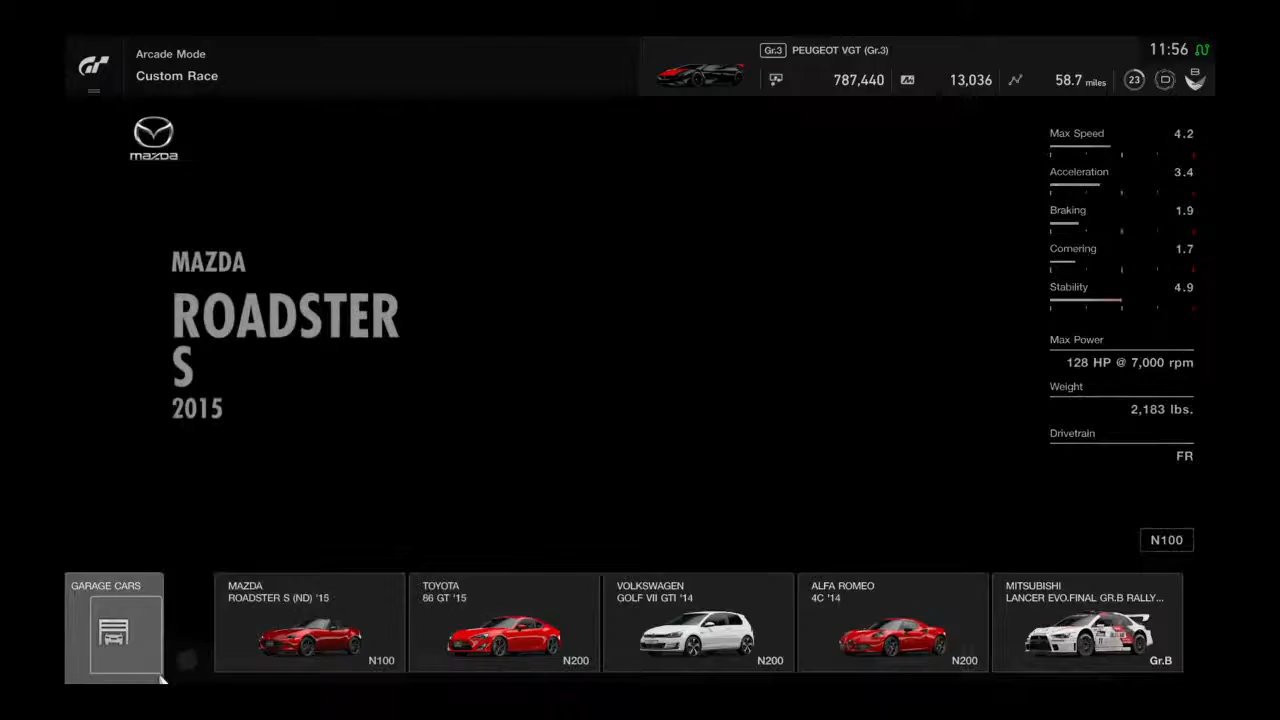 Arcade Mode
Custom Race
Gr.3 PEUGEOT VGT (Gr.3)
787,440
13,036
58.7 miles
23
D
B
11:56
mazda
MAZDA
ROADSTER
S
2015
Max Speed 4.2
Acceleration 3.4
Braking 1.9
Cornering 1.7
Stability 4.9
Max Power
128 HP @ 7,000 rpm
Weight
2,183 lbs.
Drivetrain
FR
N100
GARAGE CARS
MAZDA
ROADSTER S (ND) '15
N100
TOYOTA
86 GT '15
N200
VOLKSWAGEN
GOLF VII GTI '14
N200
ALFA ROMEO
4C '14
N200
MITSUBISHI
LANCER EVO.FINAL GR.B RALLY...
Gr.B